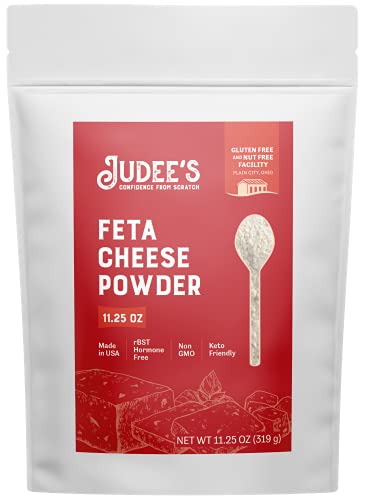 JUDEE'S
CONFIDENCE FROM SCRATCH
GLUTEN FREE
AND NUT FREE
FACILITY
PLAIN CITY, OHIO
FETA
CHEESE
POWDER
11.25 OZ
Made
in USA
rBST
Hormone
Free
Non
GMO
Keto
Friendly
NET WT 11.25 OZ (319 g)